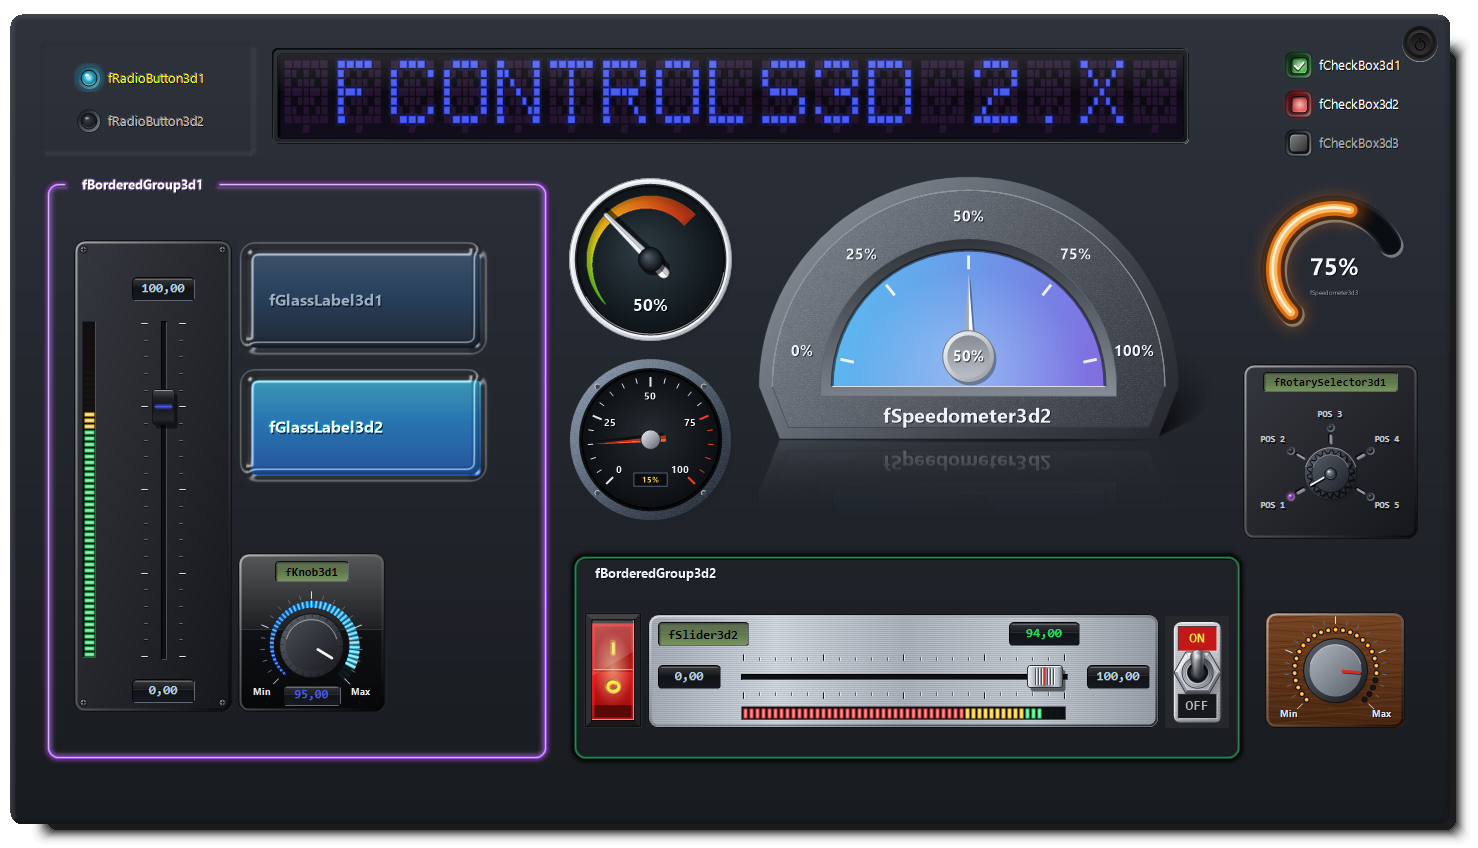 fRadioButton3d1
fRadioButton3d2
FCONTROLS3D 2.X
fCheckBox3d1
fCheckBox3d2
fCheckBox3d3
fBorderedGroup3d1
100,00
0,00
fGlassLabel3d1
fGlassLabel3d2
fKnob3d1
Min
95,00
Max
50%
50
25
75
0
100
15%
50%
25%
75%
0%
100%
50%
fSpeedometer3d2
fSpeedometer3d2
75%
fSpeedometer3d3
fRotarySelector3d1
POS 3
POS 2
POS 4
POS 1
POS 5
fBorderedGroup3d2
I
O
fSlider3d2
94,00
0,00
100,00
ON
OFF
Min
Max